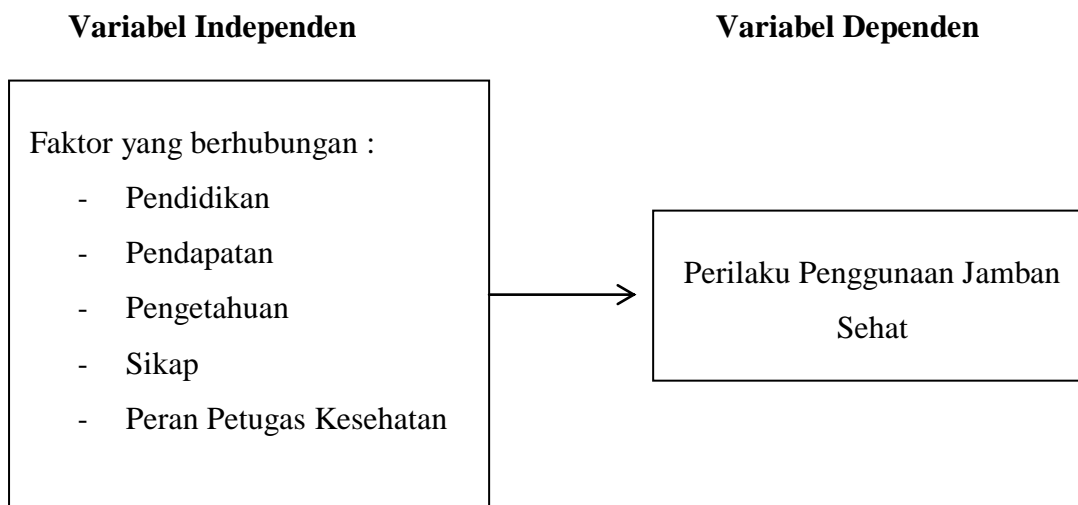 Variabel Independen
Variabel Dependen
Faktor yang berhubungan :
- Pendidikan
- Pendapatan
- Pengetahuan
- Sikap
- Peran Petugas Kesehatan
Perilaku Penggunaan Jamban
Sehat